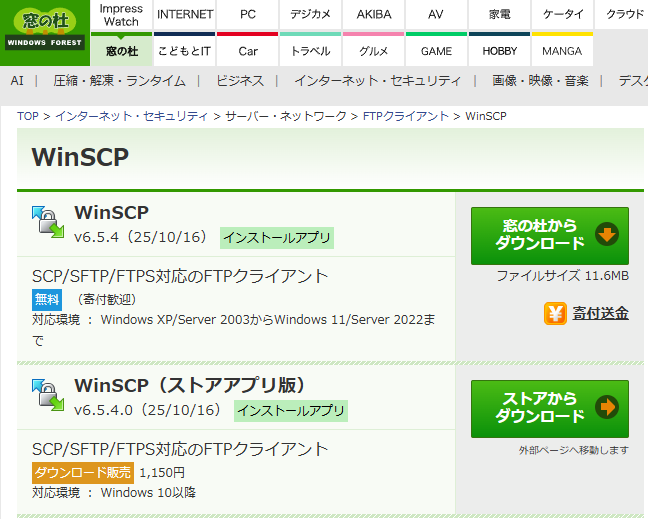 窓の杜
WINDOWS FOREST
Impress Watch
INTERNET
PC
デジカメ
AKIBA
AV
家電
ケータイ
クラウド
窓の杜
こどもとIT
Car
トラベル
グルメ
GAME
HOBBY
MANGA
AI | 圧縮・解凍・ランタイム | ビジネス | インターネット・セキュリティ | 画像・映像・音楽 | デスク
TOP > インターネット・セキュリティ > サーバー・ネットワーク > FTPクライアント > WinSCP
WinSCP
WinSCP
v6.5.4（25/10/16） インストールアプリ
SCP/SFTP/FTPS対応のFTPクライアント
無料 （寄付歓迎）
対応環境 ： Windows XP/Server 2003からWindows 11/Server 2022ま
で
窓の杜から
ダウンロード
ファイルサイズ 11.6MB
¥ 寄付送金
WinSCP（ストアアプリ版）
v6.5.4.0（25/10/16） インストールアプリ
SCP/SFTP/FTPS対応のFTPクライアント
ダウンロード販売 1,150円
対応環境 ： Windows 10以降
ストアから
ダウンロード
外部ページへ移動します